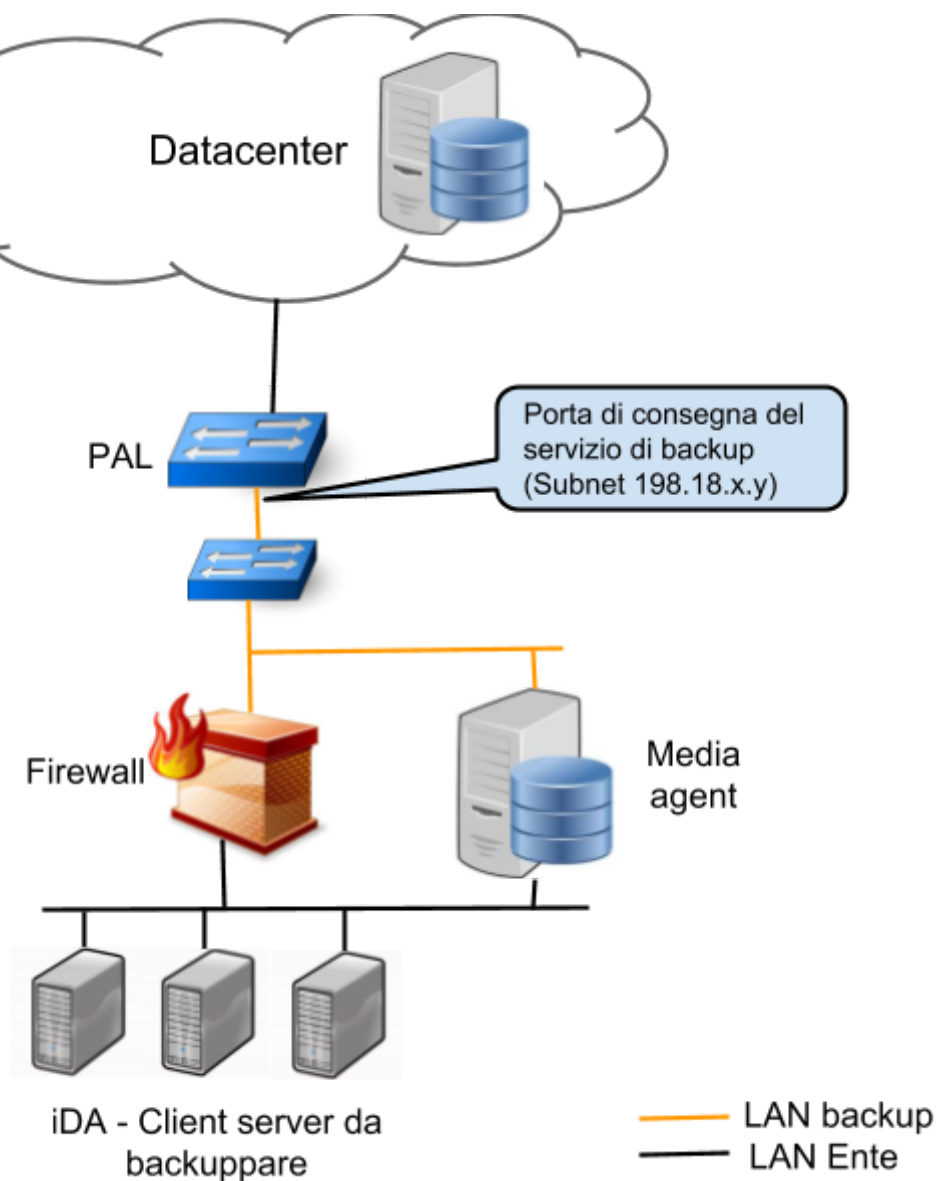 Datacenter
PAL
Porta di consegna del
servizio di backup
(Subnet 198.18.x.y)
Firewall
Media
agent
iDA - Client server da
backuppare
LAN backup
LAN Ente